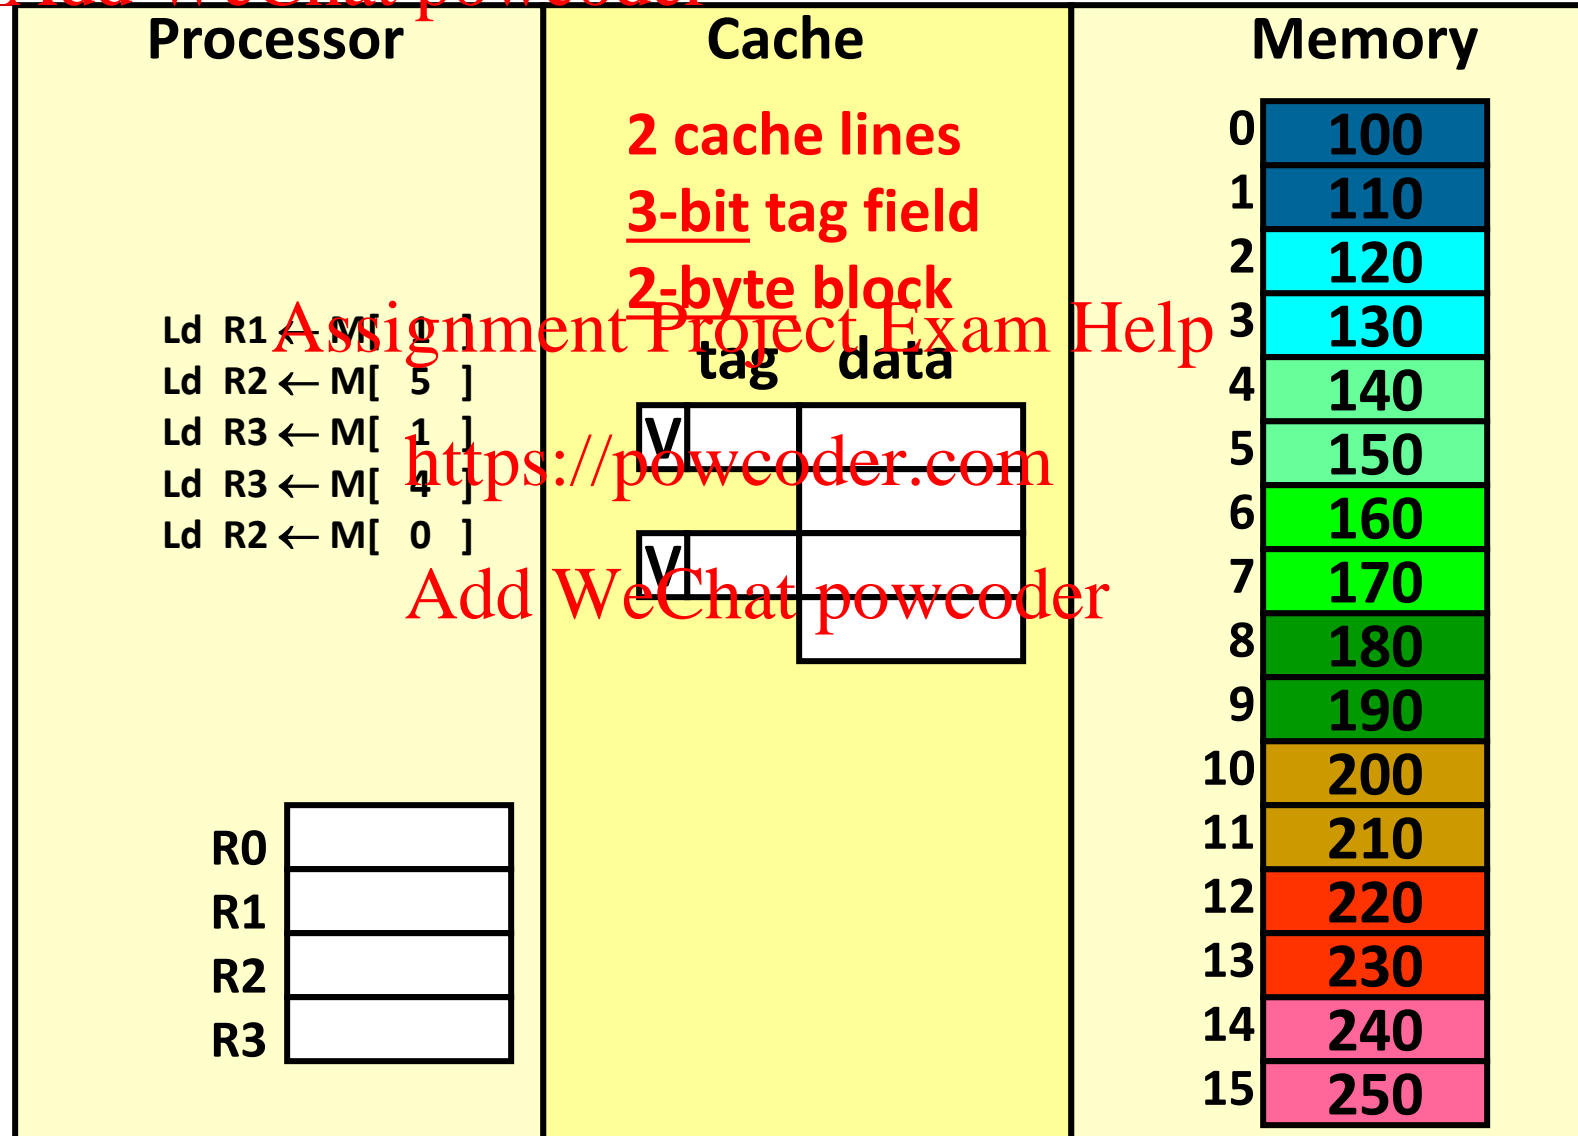 Add WeChat powcoder
Processor
Cache
Memory
2 cache lines
3-bit tag field
2-byte block
tag data
V
V
Ld R1 ← M[ 1 ]
Ld R2 ← M[ 5 ]
Ld R3 ← M[ 1 ]
Ld R3 ← M[ 4 ]
Ld R2 ← M[ 0 ]
Assignment Project Exam Help
https://powcoder.com
Add WeChat powcoder
R0
R1
R2
R3
0 100
1 110
2 120
3 130
4 140
5 150
6 160
7 170
8 180
9 190
10 200
11 210
12 220
13 230
14 240
15 250